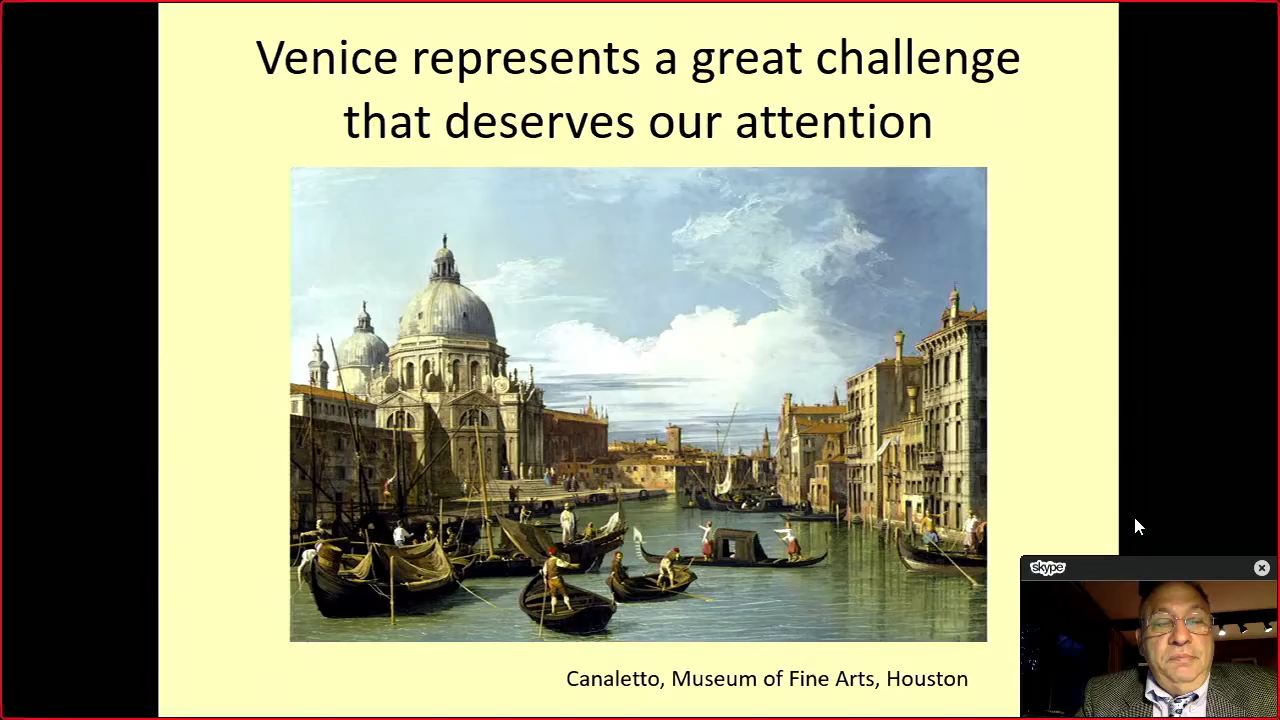 Venice represents a great challenge
that deserves our attention
Canaletto, Museum of Fine Arts, Houston
skype